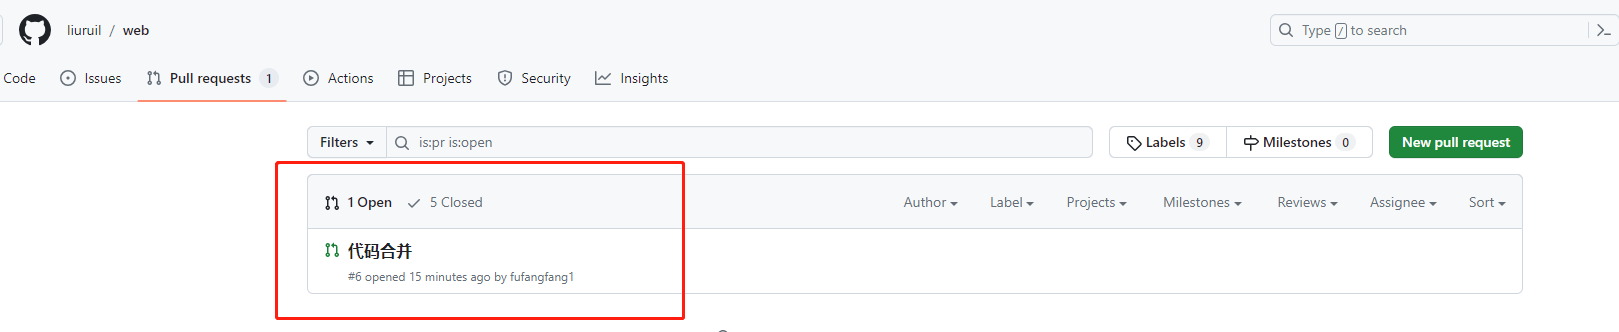 liuruil / web
Type / to search
Code Issues Pull requests 1 Actions Projects Security Insights
Filters is:pr is:open Labels 9 Milestones 0 New pull request
1 Open 5 Closed Author Label Projects Milestones Reviews Assignee Sort
代码合并
#6 opened 15 minutes ago by fufangfang1